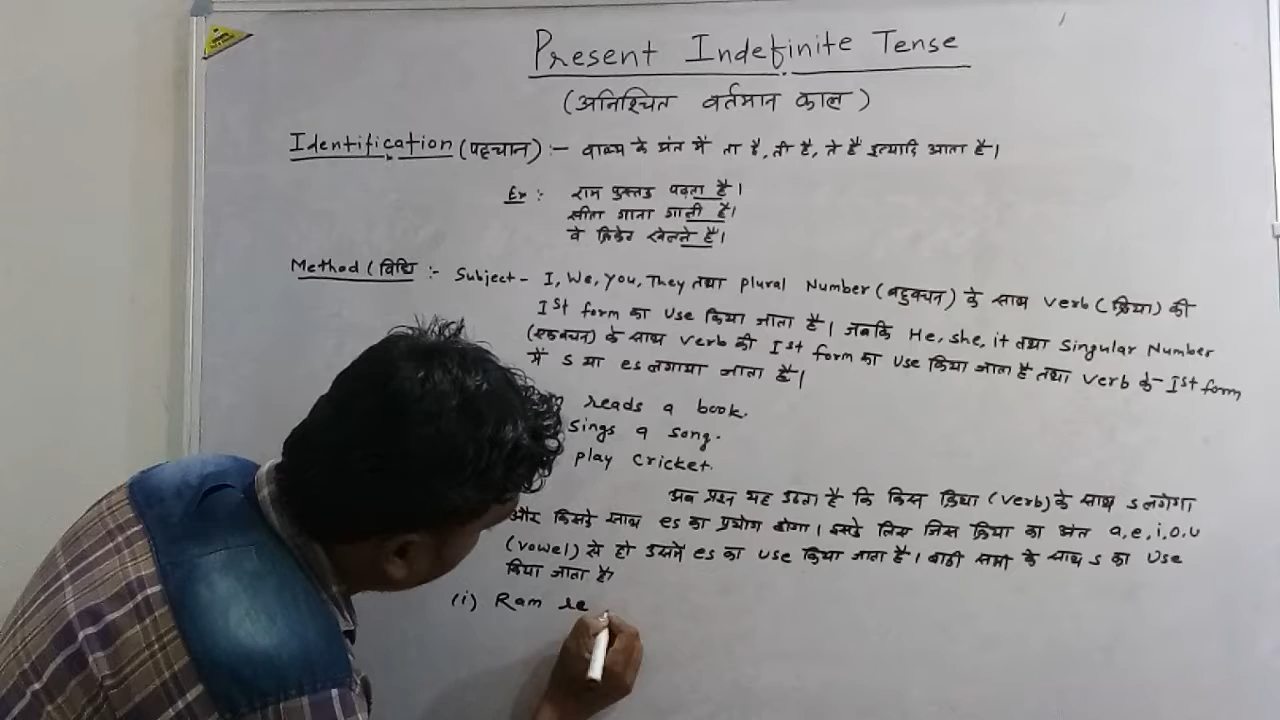 Present Indefinite Tense
(अनिश्चित वर्तमान काल)
Identification (पहचान) :- वाक्य के अंत में ता है, ती है, ते हैं इत्यादि आता है।
Ex :- राम पुस्तक पढ़ता है।
सीता गाना गाती है।
वे क्रिकेट खेलते हैं।
Method (विधि :- Subject - I, We, You, They तथा plural Number (बहुवचन) के साथ Verb (क्रिया) की
Ist form का Use किया जाता है। जबकि He, she, it तथा Singular Number
(एकवचन) के साथ Verb की Ist form का Use किया जाता है तथा Verb के Ist form
में s या es लगाया जाता है।
reads a book.
sings a song.
play cricket.
अब प्रश्न यह उठता है कि किस क्रिया (Verb) के साथ s लगेगा
और किसके साथ es का प्रयोग होगा। इसके लिए जिस क्रिया का अंत a, e, i, o, u
(vowel) से हो उसमें es का Use किया जाता है। बाकी सभी के साथ s का Use
किया जाता है।
(i) Ram re